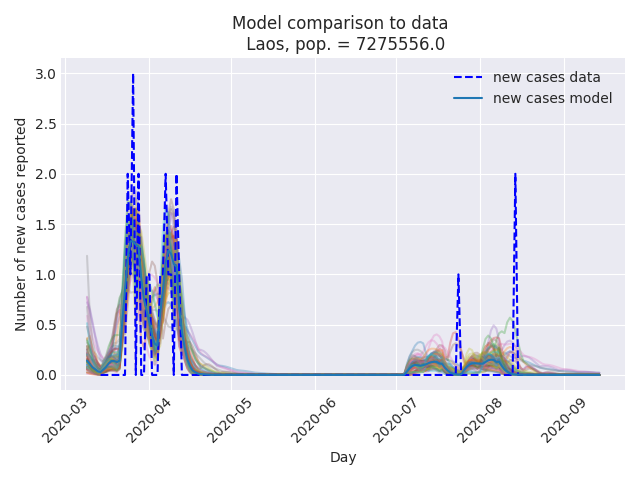 Model comparison to data
Laos, pop. = 7275556.0
new cases data
new cases model
Number of new cases reported
3.0
2.5
2.0
1.5
1.0
0.5
0.0
2020-03
2020-04
2020-05
2020-06
2020-07
2020-08
2020-09
Day